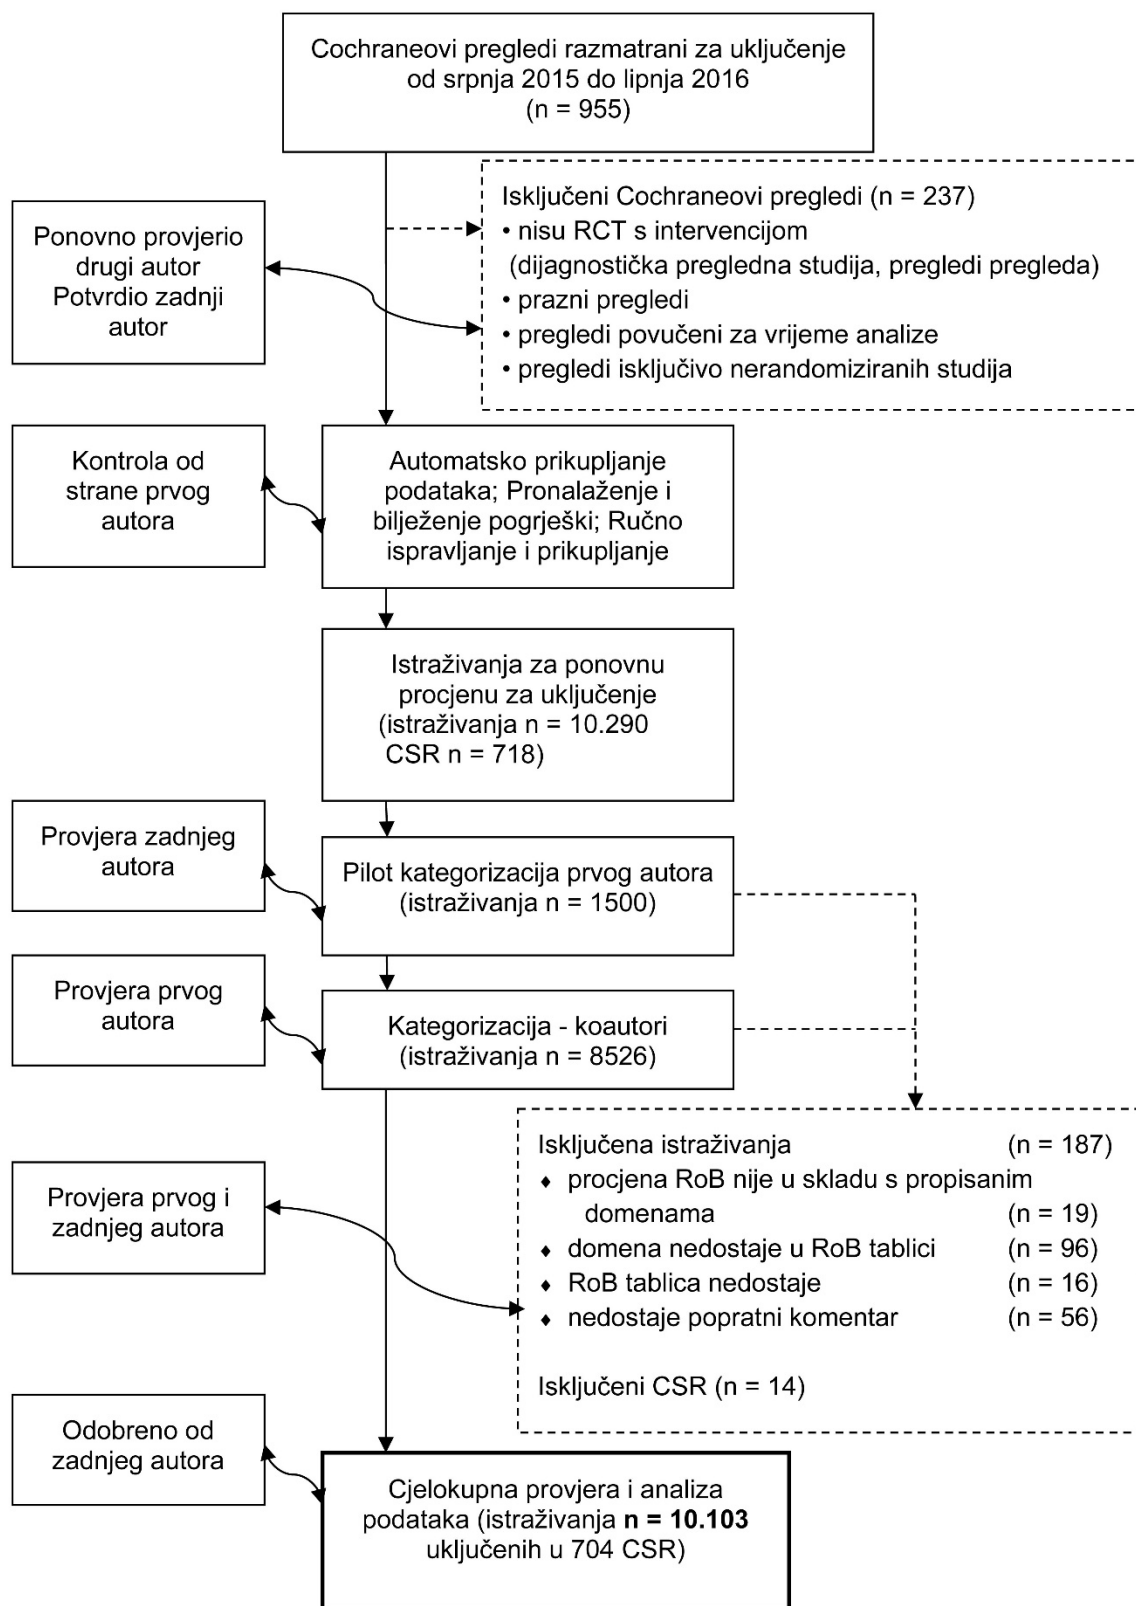 Cochraneovi pregledi razmatrani za uključenje
od srpnja 2015 do lipnja 2016
(n = 955)
Isključeni Cochraneovi pregledi (n = 237)
• nisu RCT s intervencijom
(dijagnostička pregledna studija, pregledi pregleda)
• prazni pregledi
• pregledi povučeni za vrijeme analize
• pregledi isključivo nerandomiziranih studija
Ponovno provjerio
drugi autor
Potvrdio zadnji
autor
Kontrola od
strane prvog
autora
Automatsko prikupljanje
podataka; Pronalaženje i
bilježenje pogrješki; Ručno
ispravljanje i prikupljanje
Istraživanja za ponovnu
procjenu za uključenje
(istraživanja n = 10.290
CSR n = 718)
Provjera zadnjeg
autora
Pilot kategorizacija prvog autora
(istraživanja n = 1500)
Provjera prvog
autora
Kategorizacija - koautori
(istraživanja n = 8526)
Isključena istraživanja (n = 187)
♦ procjena RoB nije u skladu s propisanim
domenama (n = 19)
♦ domena nedostaje u RoB tablici (n = 96)
♦ RoB tablica nedostaje (n = 16)
♦ nedostaje popratni komentar (n = 56)
Isključeni CSR (n = 14)
Provjera prvog i
zadnjeg autora
Odobreno od
zadnjeg autora
Cjelokupna provjera i analiza
podataka (istraživanja n = 10.103
uključenih u 704 CSR)